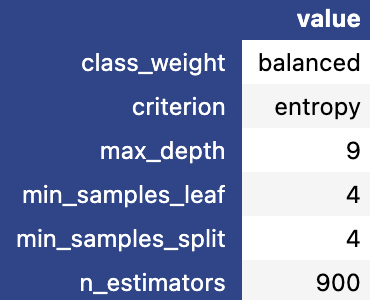 value
class_weight balanced
criterion entropy
max_depth 9
min_samples_leaf 4
min_samples_split 4
n_estimators 900